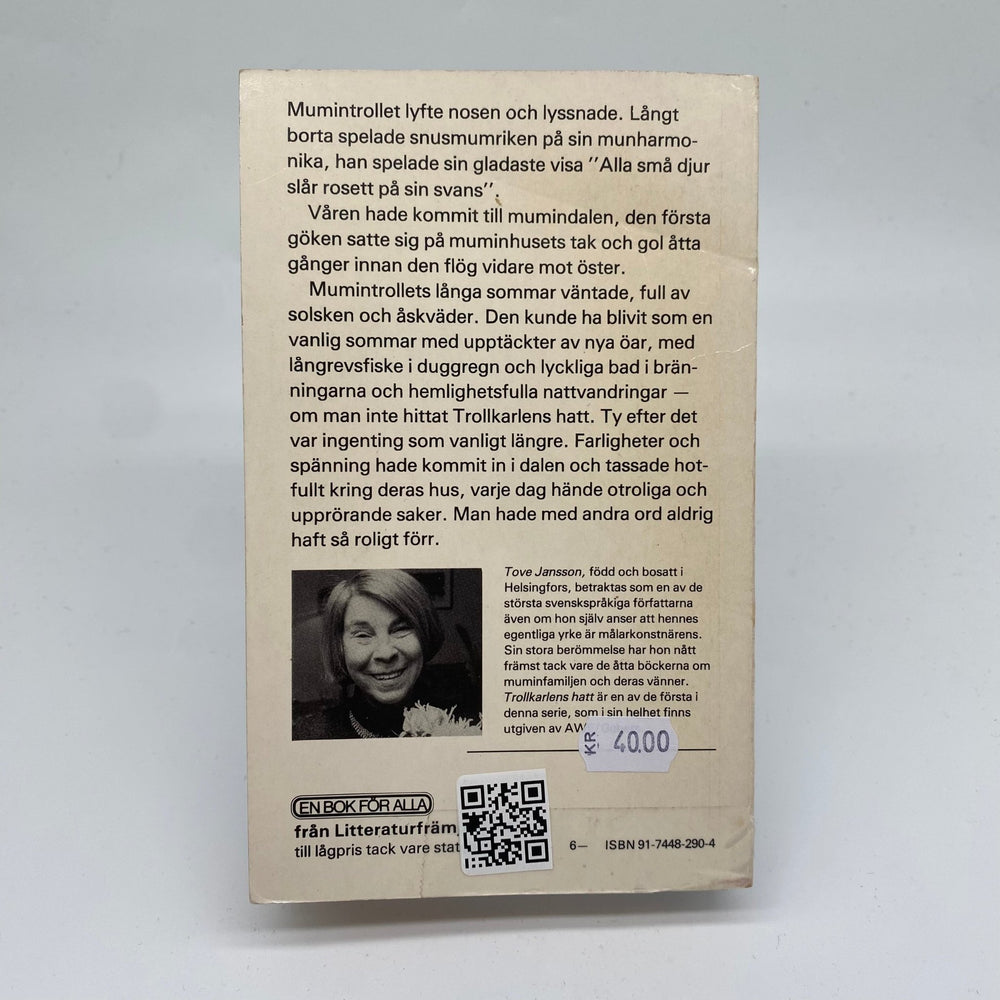 Mumintrollet lyfte nosen och lyssnade. Långt
borta spelade snusmumriken på sin munharmo-
nika, han spelade sin gladaste visa ”Alla små djur
slår rosett på sin svans”.
Våren hade kommit till mumindalen, den första
göken satte sig på muminhusets tak och gol åtta
gånger innan den flög vidare mot öster.
Mumintrollets långa sommar väntade, full av
solsken och åskväder. Den kunde ha blivit som en
vanlig sommar med upptäckter av nya öar, med
långrevsfiske i duggregn och lyckliga bad i brän-
ningarna och hemlighetsfulla nattvandringar —
om man inte hittat Trollkarlens hatt. Ty efter det
var ingenting som vanligt längre. Farligheter och
spänning hade kommit in i dalen och tassade hot-
fullt kring deras hus, varje dag hände otroliga och
upprörande saker. Man hade med andra ord aldrig
haft så roligt förr.
Tove Jansson, född och bosatt i
Helsingfors, betraktas som en av de
största svenskspråkiga författarna
även om hon själv anser att hennes
egentliga yrke är målarkonstnärens.
Sin stora berömmelse har hon nått
främst tack vare de åtta böckerna om
muminfamiljen och deras vänner.
Trollkarlens hatt är en av de första i
denna serie, som i sin helhet finns
utgiven av AW
KR 40.00
EN BOK FÖR ALLA
från Litteraturfräm
till lågpris tack vare stat
6— ISBN 91-7448-290-4